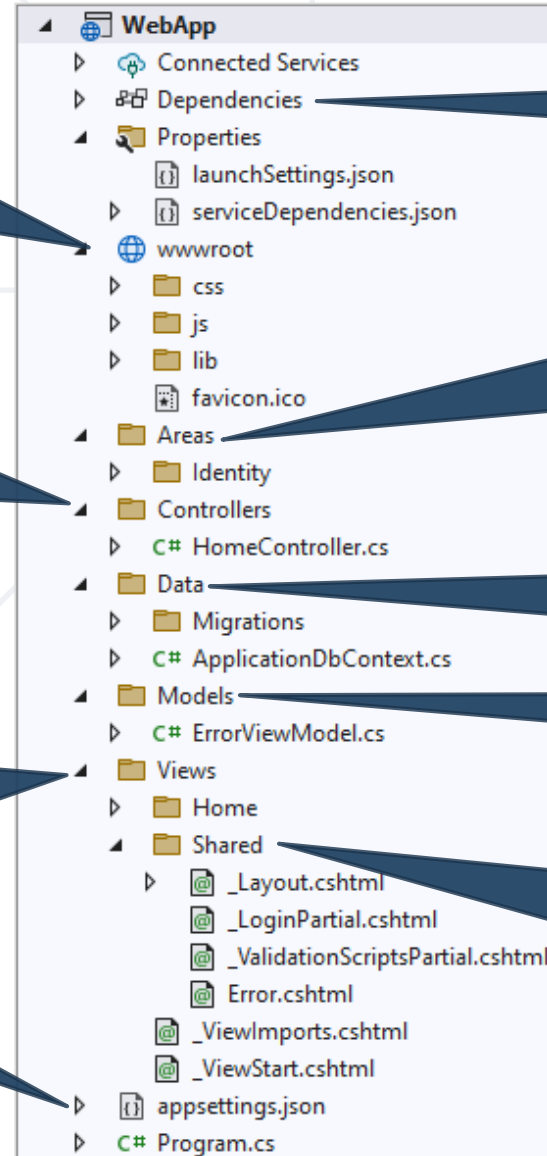 WebApp
Connected Services
Dependencies
Properties
launchSettings.json
serviceDependencies.json
wwwroot
css
js
lib
favicon.ico
Areas
Identity
Controllers
C# HomeController.cs
Data
Migrations
C# ApplicationDbContext.cs
Models
C# ErrorViewModel.cs
Views
Home
Shared
_Layout.cshtml
_LoginPartial.cshtml
_ValidationScriptsPartial.cshtml
Error.cshtml
_ViewImports.cshtml
_ViewStart.cshtml
appsettings.json
C# Program.cs